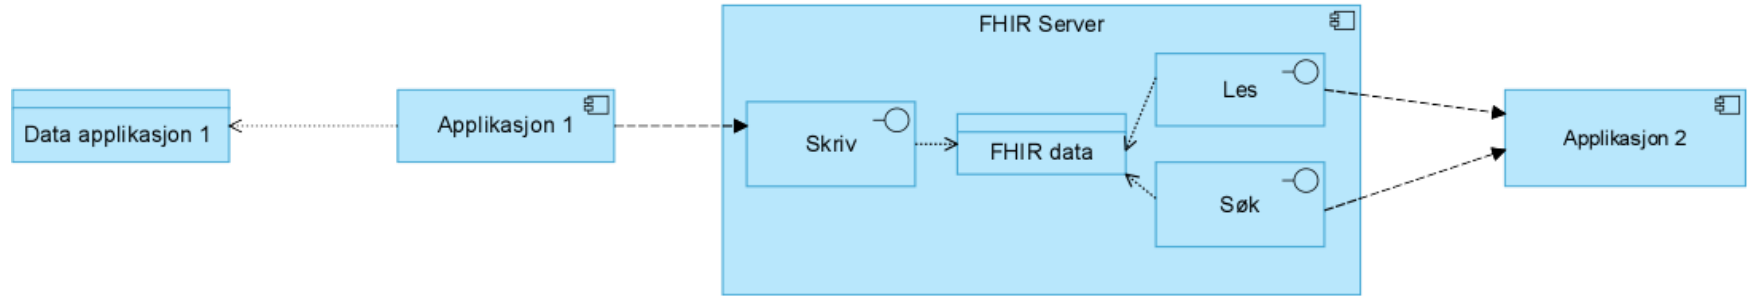 Data applikasjon 1
Applikasjon 1
FHIR Server
Skriv
FHIR data
Les
Søk
Applikasjon 2